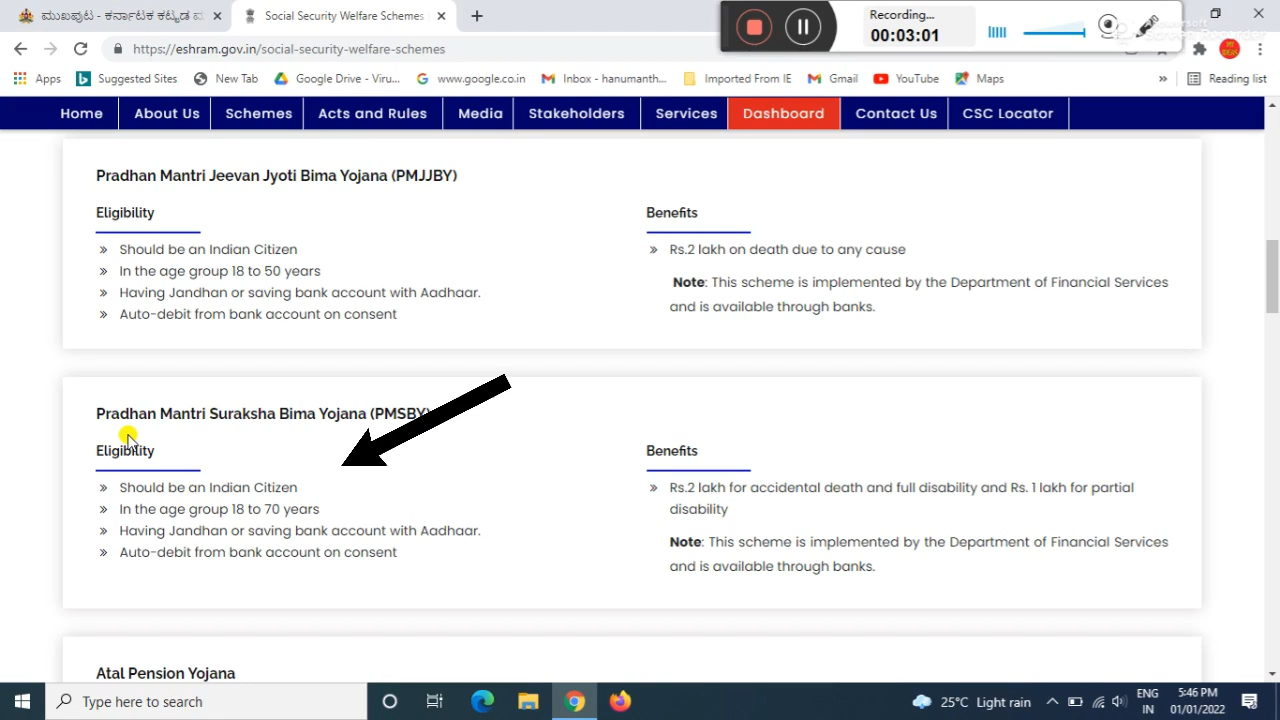 ಮುಖಪುಟ - ಕರ್ನಾಟಕ ಕಟ್ಟಡ ಮ
Social Security Welfare Schemes
Recording...
00:03:01
https://eshram.gov.in/social-security-welfare-schemes
Apps Suggested Sites New Tab Google Drive - Viru... www.google.co.in Inbox - hanumanth... Imported From IE Gmail YouTube Maps » Reading list
Home About Us Schemes Acts and Rules Media Stakeholders Services Dashboard Contact Us CSC Locator
Pradhan Mantri Jeevan Jyoti Bima Yojana (PMJJBY)
Eligibility
» Should be an Indian Citizen
» In the age group 18 to 50 years
» Having Jandhan or saving bank account with Aadhaar.
» Auto-debit from bank account on consent
Benefits
» Rs.2 lakh on death due to any cause
Note: This scheme is implemented by the Department of Financial Services
and is available through banks.
Pradhan Mantri Suraksha Bima Yojana (PMSBY)
Eligibility
» Should be an Indian Citizen
» In the age group 18 to 70 years
» Having Jandhan or saving bank account with Aadhaar.
» Auto-debit from bank account on consent
Benefits
» Rs.2 lakh for accidental death and full disability and Rs. 1 lakh for partial
disability
Note: This scheme is implemented by the Department of Financial Services
and is available through banks.
Atal Pension Yojana
Type here to search
25°C Light rain
ENG
IN
5:46 PM
01/01/2022